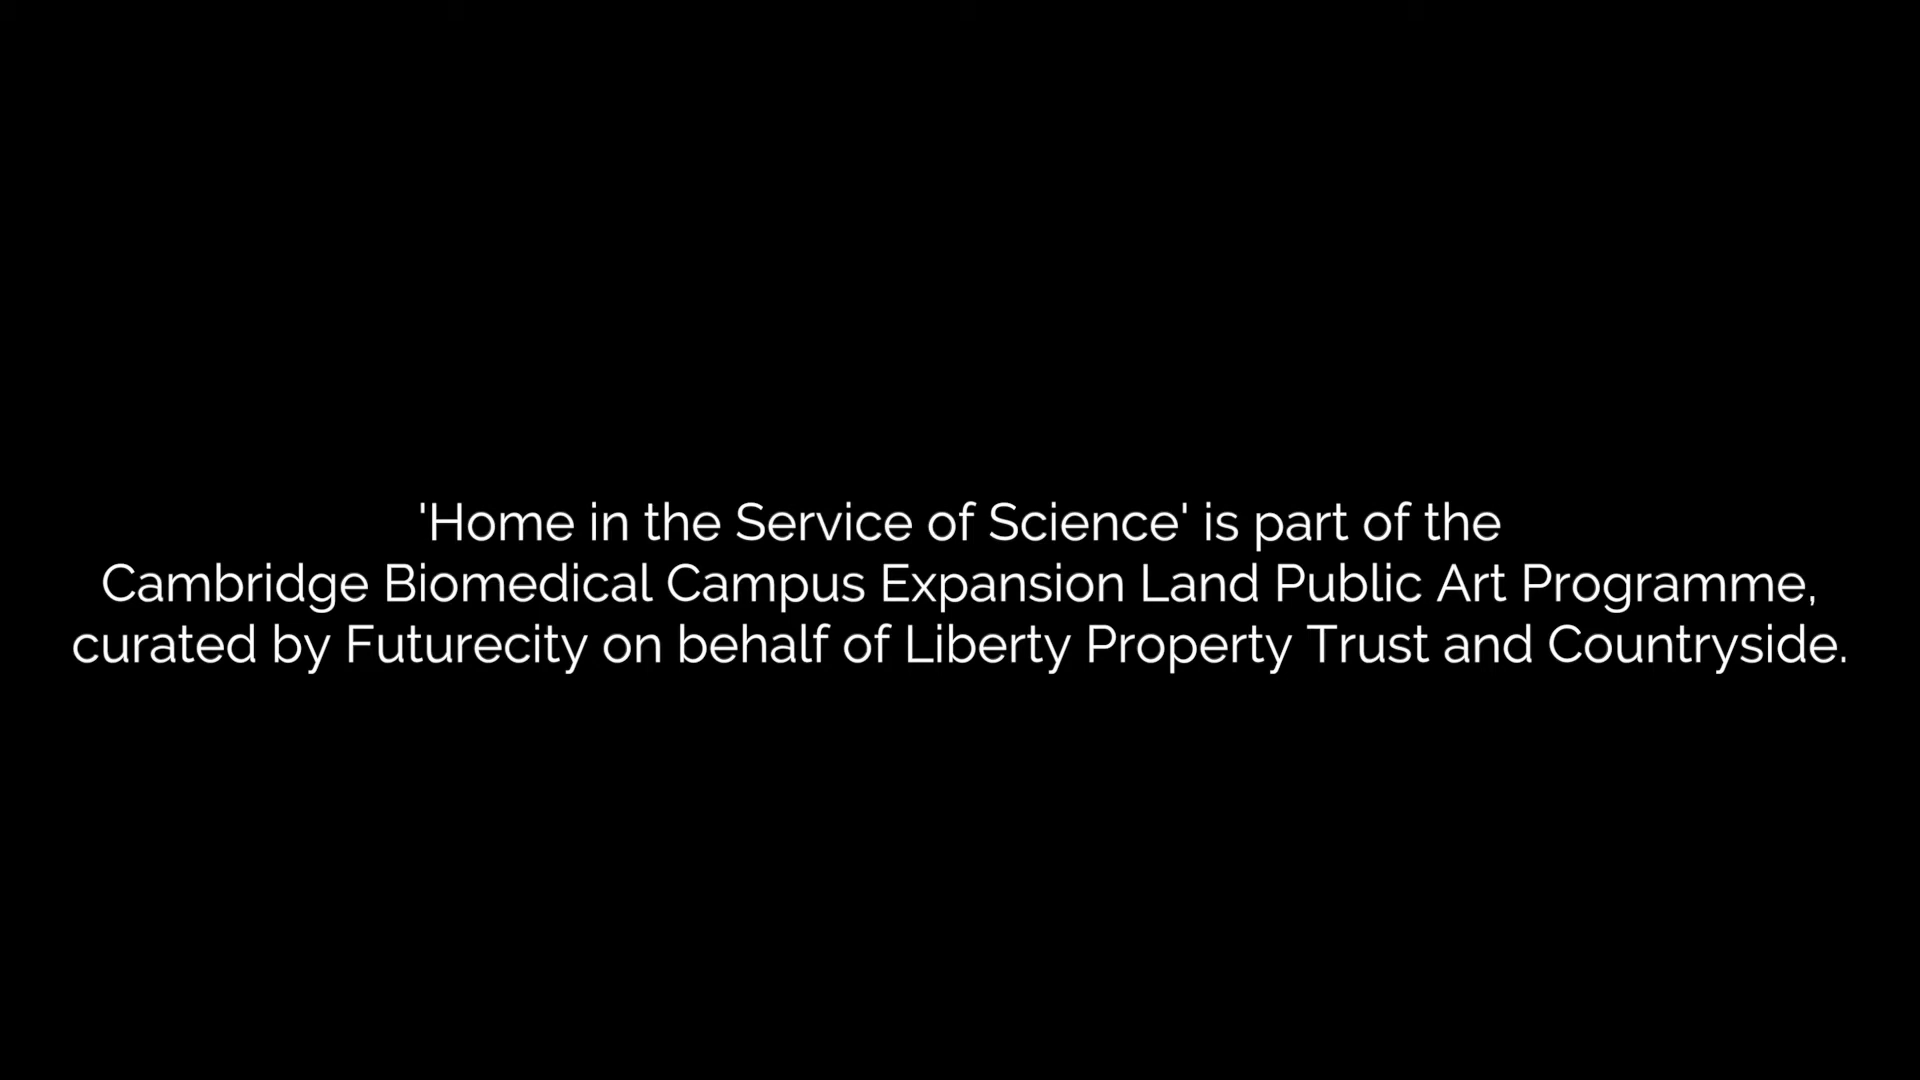 'Home in the Service of Science' is part of the
Cambridge Biomedical Campus Expansion Land Public Art Programme,
curated by Futurecity on behalf of Liberty Property Trust and Countryside.